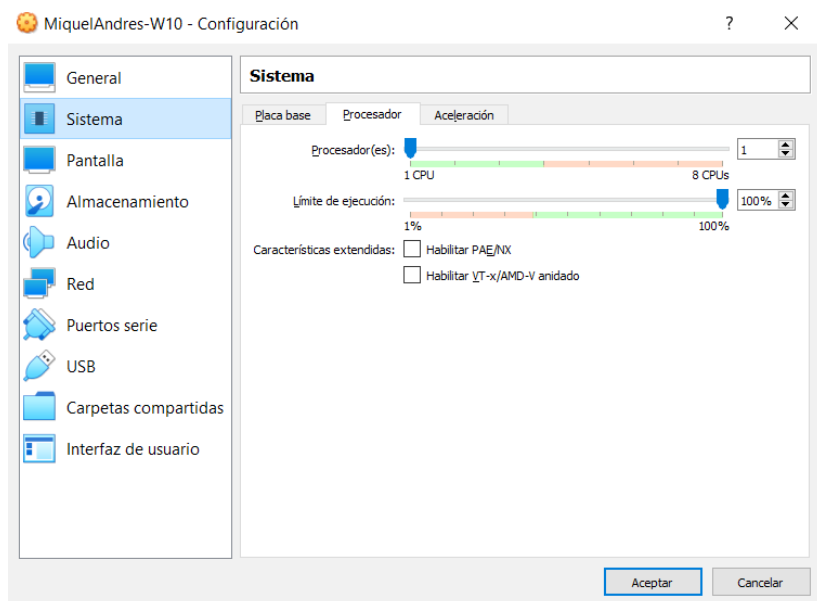 MiquelAndres-W10 - Configuración ? ×
General
Sistema
Pantalla
Almacenamiento
Audio
Red
Puertos serie
USB
Carpetas compartidas
Interfaz de usuario
Sistema
Placa base Procesador Aceleración
Procesador(es): 1
1 CPU 8 CPUs
Límite de ejecución: 100%
1% 100%
Características extendidas: Habilitar PAE/NX
Habilitar VT-x/AMD-V anidado
Aceptar Cancelar